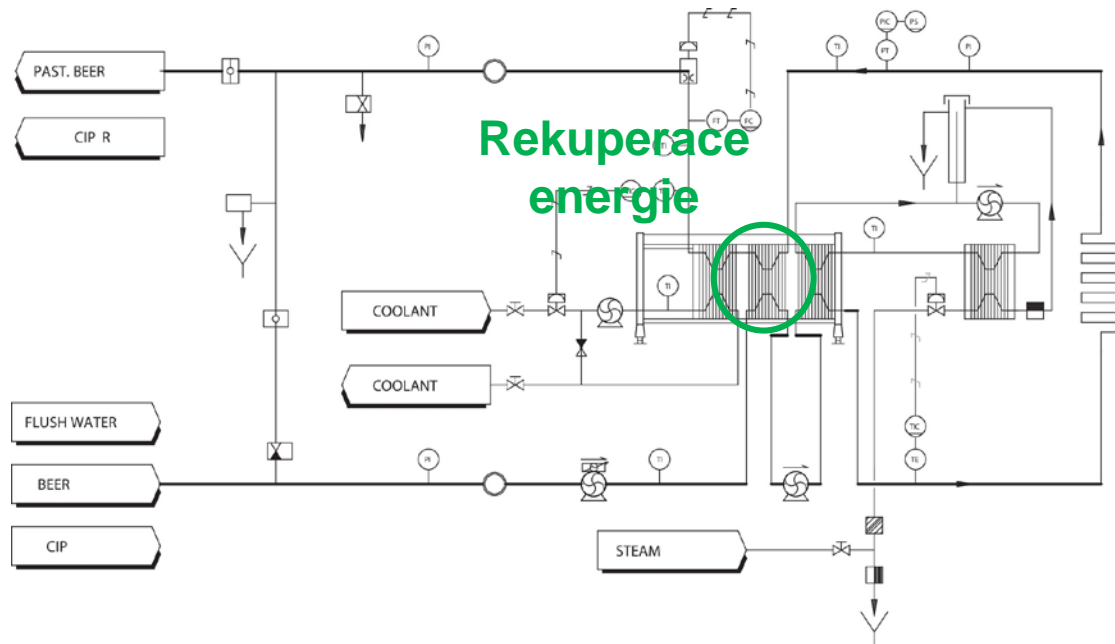 PIC
PS
PI
TI
PT
PI
PAST. BEER
CIP R
FT
FC
Rekuperace
TI
energie
TI
TI
COOLANT
COOLANT
FLUSH WATER
TIC
BEER
PI
TI
TE
CIP
STEAM